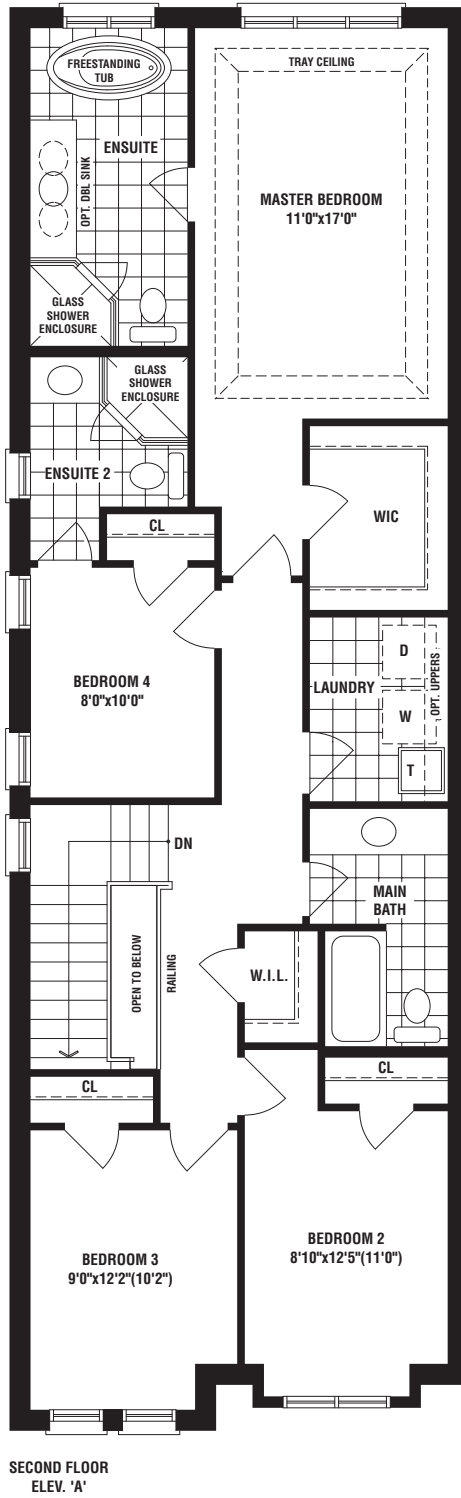 FREESTANDING
TUB
TRAY CEILING
ENSUITE
OPT. DBL SINK
MASTER BEDROOM
11'0"x17'0"
GLASS
SHOWER
ENCLOSURE
GLASS
SHOWER
ENCLOSURE
ENSUITE 2
WIC
CL
BEDROOM 4
8'0"x10'0"
LAUNDRY
D
W
OPT. UPPERS
T
DN
MAIN
BATH
OPEN TO BELOW
RAILING
W.I.L.
CL
CL
BEDROOM 2
8'10"x12'5"(11'0")
BEDROOM 3
9'0"x12'2"(10'2")
SECOND FLOOR
ELEV. 'A'